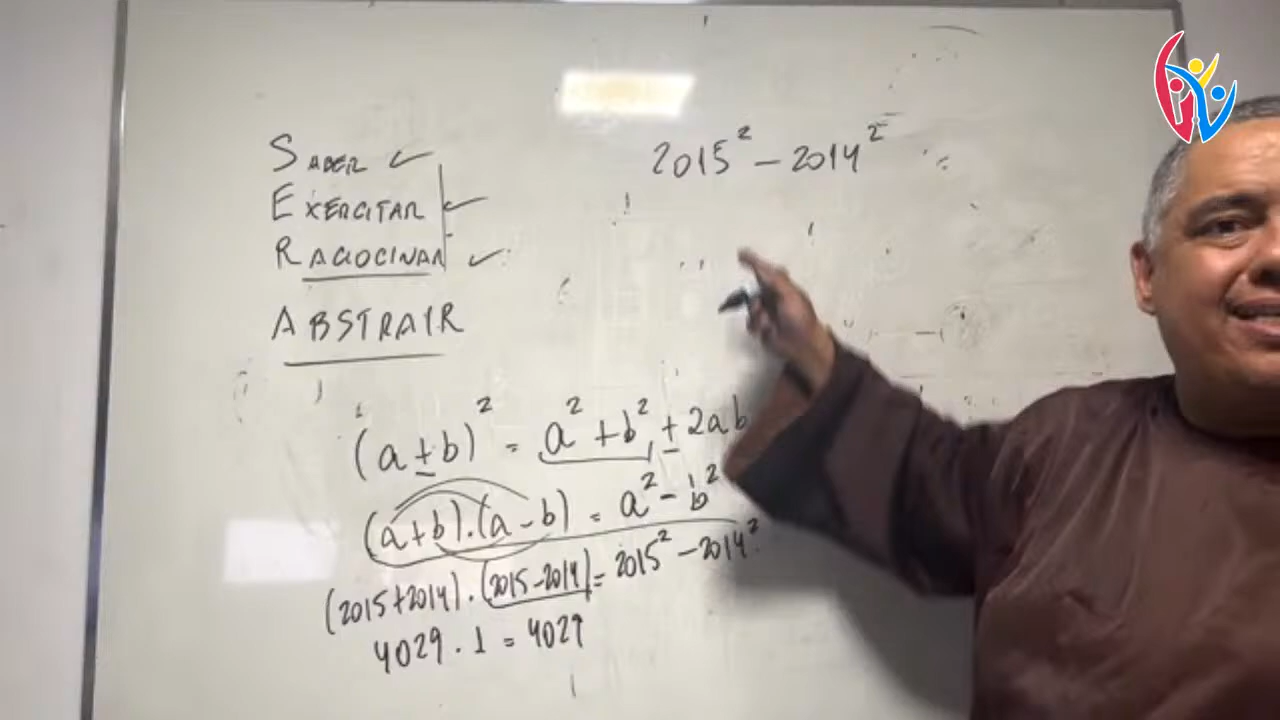 SABER
EXERCITAR
RACIOCINAR
ABSTRAIR
2015² - 2014²
(a ± b)² = a² + b² ± 2ab
(a + b) . (a - b) = a² - b²
(2015 + 2014) . (2015 - 2014) = 2015² - 2014²
4029 . 1 = 4029